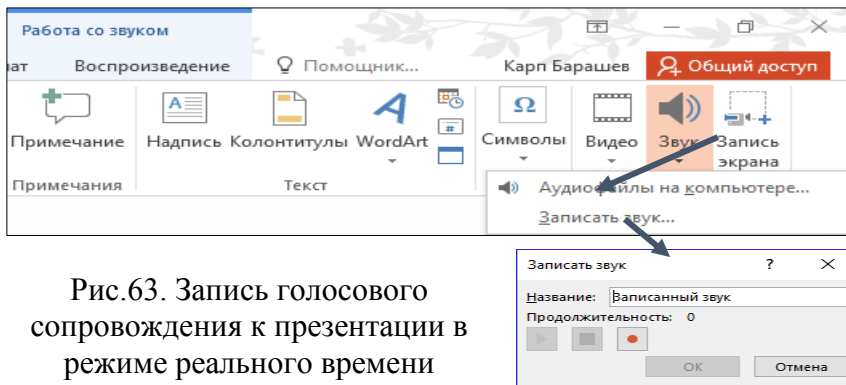 Работа со звуком
мат Воспроизведение Помощник... Карп Барашев Общий доступ
Примечание Надпись Колонтитулы WordArt Символы Видео Звук Запись экрана
Примечания Текст
Аудиофайлы на компьютере...
Записать звук...
Записать звук ? ×
Название: Записанный звук
Продолжительность: 0
ОК Отмена
Рис.63. Запись голосового
сопровождения к презентации в
режиме реального времени